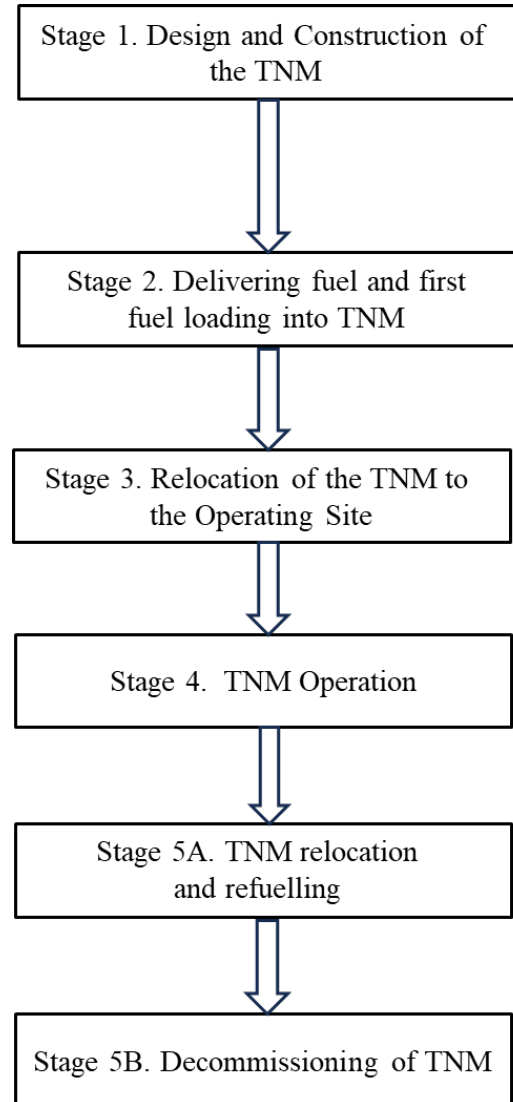 Stage 1. Design and Construction of
the TNM
Stage 2. Delivering fuel and first
fuel loading into TNM
Stage 3. Relocation of the TNM to
the Operating Site
Stage 4. TNM Operation
Stage 5A. TNM relocation
and refuelling
Stage 5B. Decommissioning of TNM